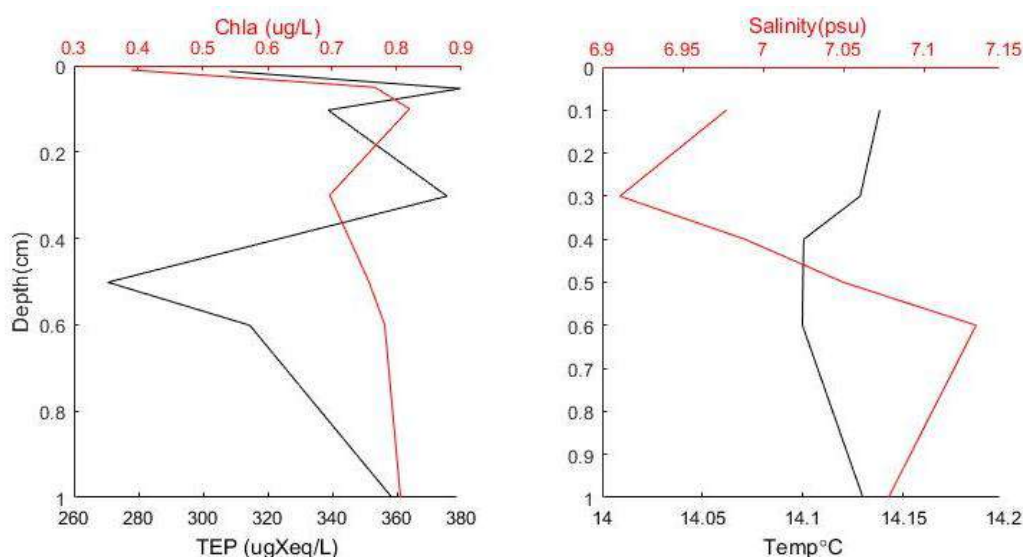 Chla (ug/L)
0.3 0.4 0.5 0.6 0.7 0.8 0.9
0
0.2
0.4
0.6
0.8
1
Depth(cm)
260 280 300 320 340 360 380
TEP (ugXeq/L)
Salinity(psu)
6.9 6.95 7 7.05 7.1 7.15
0
0.1
0.2
0.3
0.4
0.5
0.6
0.7
0.8
0.9
1
14 14.05 14.1 14.15 14.2
Temp°C